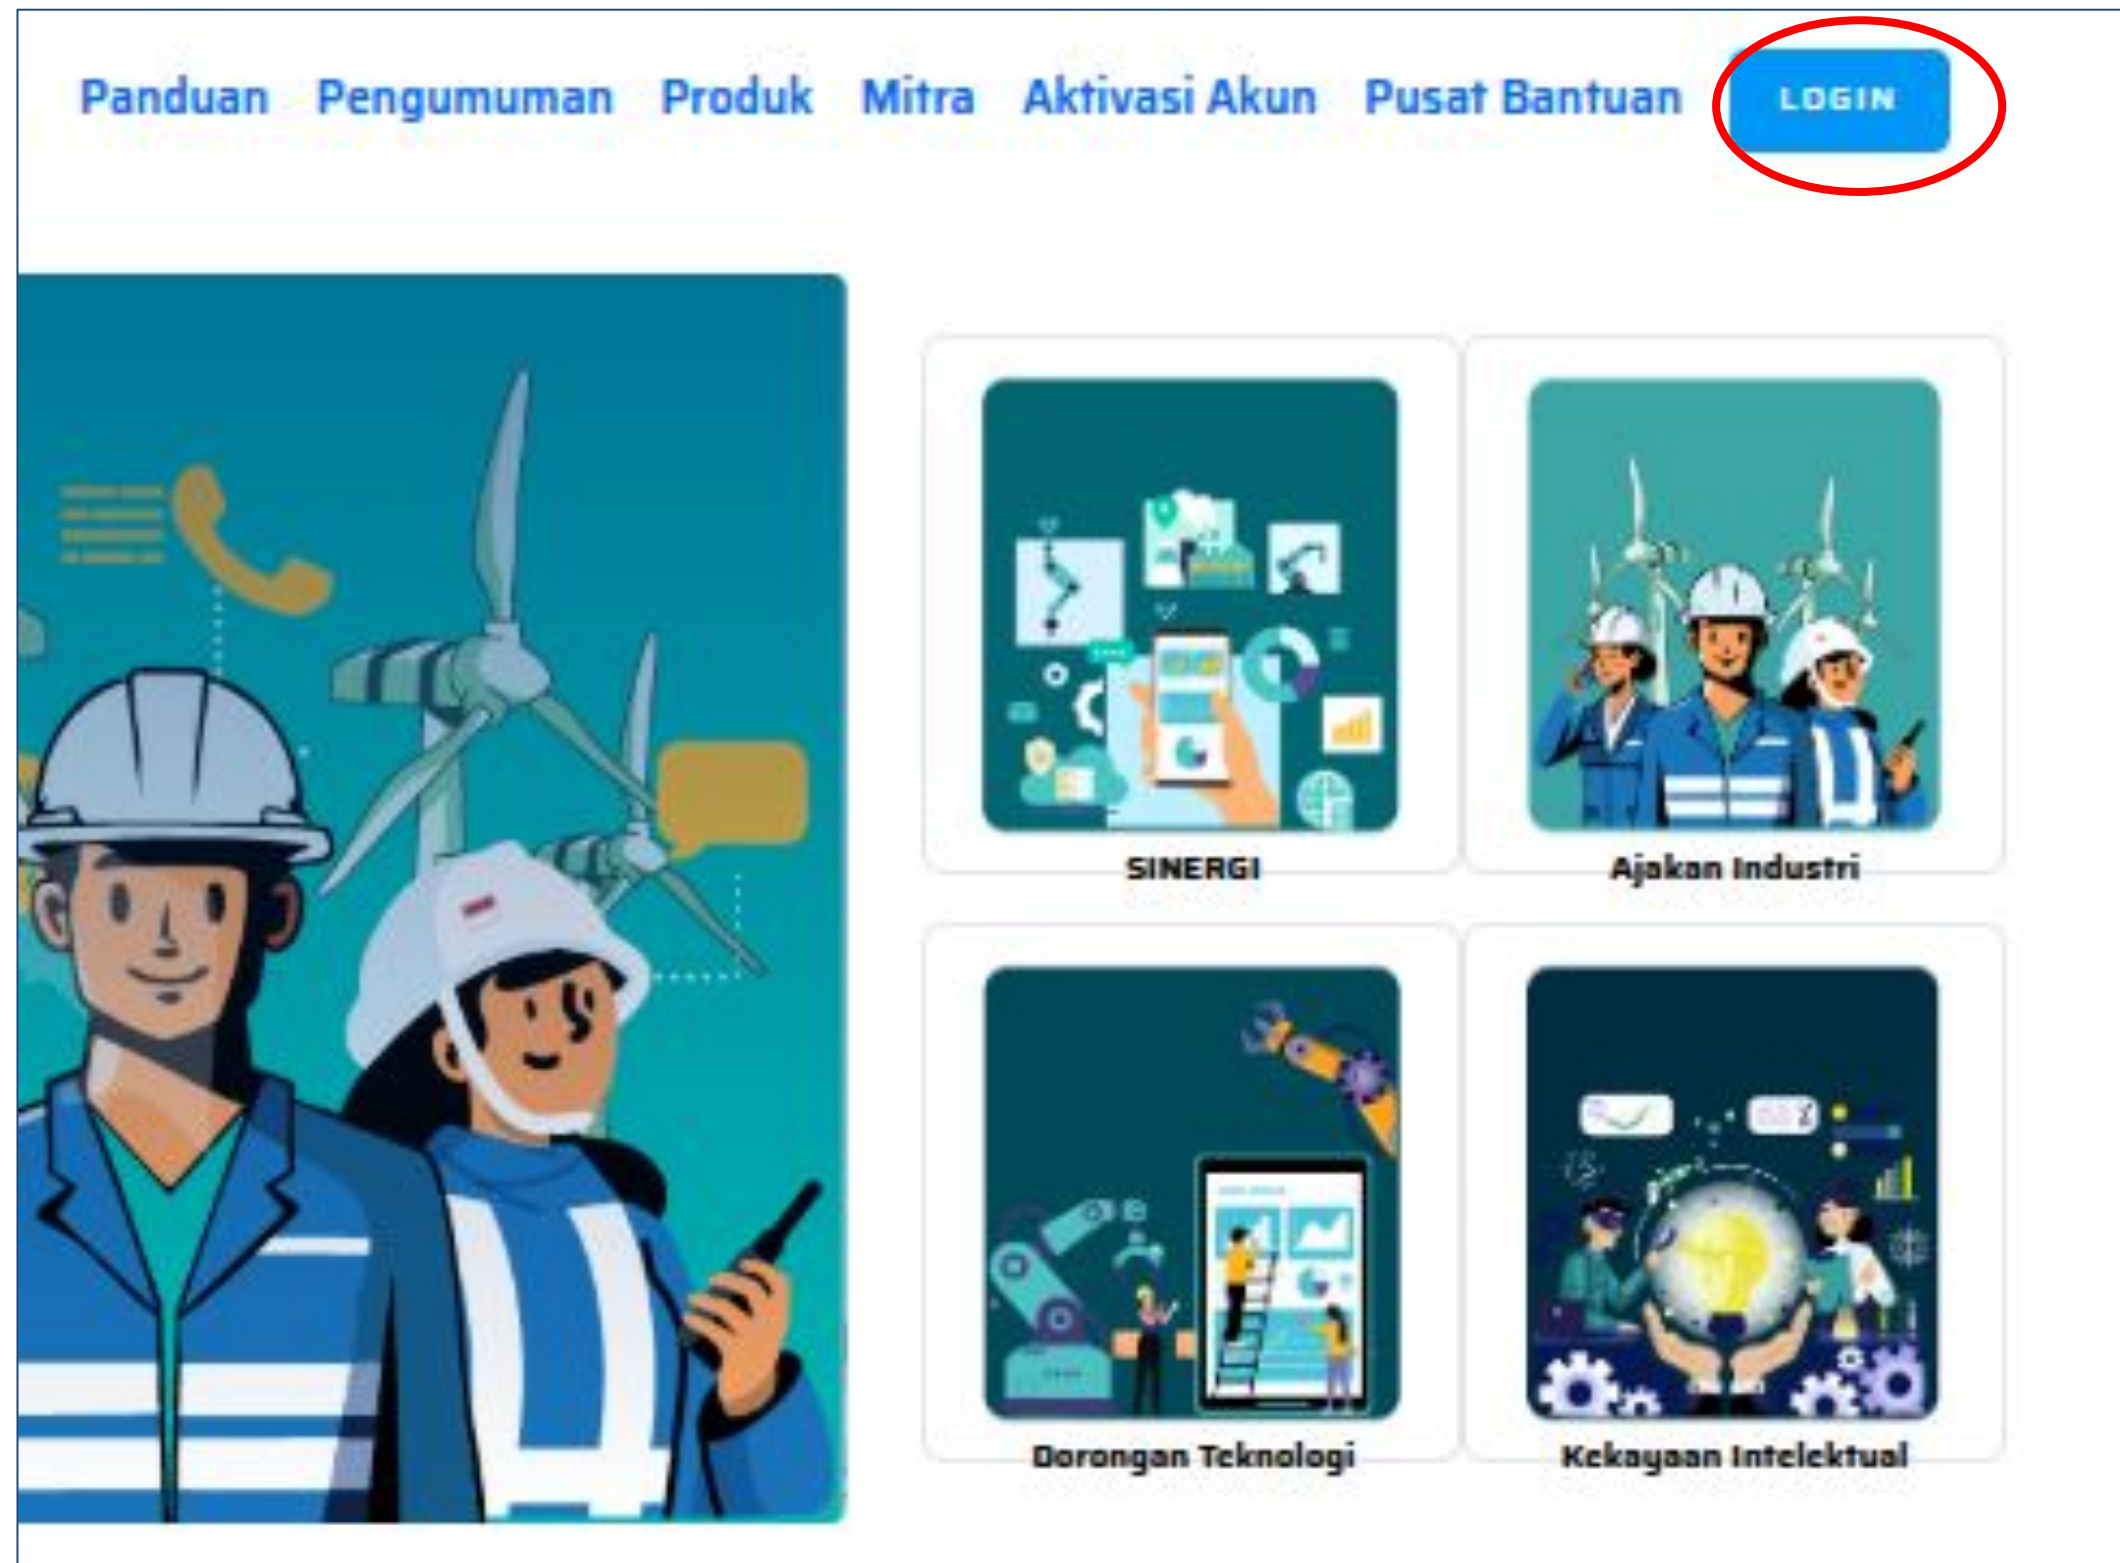 Panduan Pengumuman Produk Mitra Aktivasi Akun Pusat Bantuan LOGIN
SINERGI Ajakan Industri
Dorongan Teknologi Kekayaan Intelektual